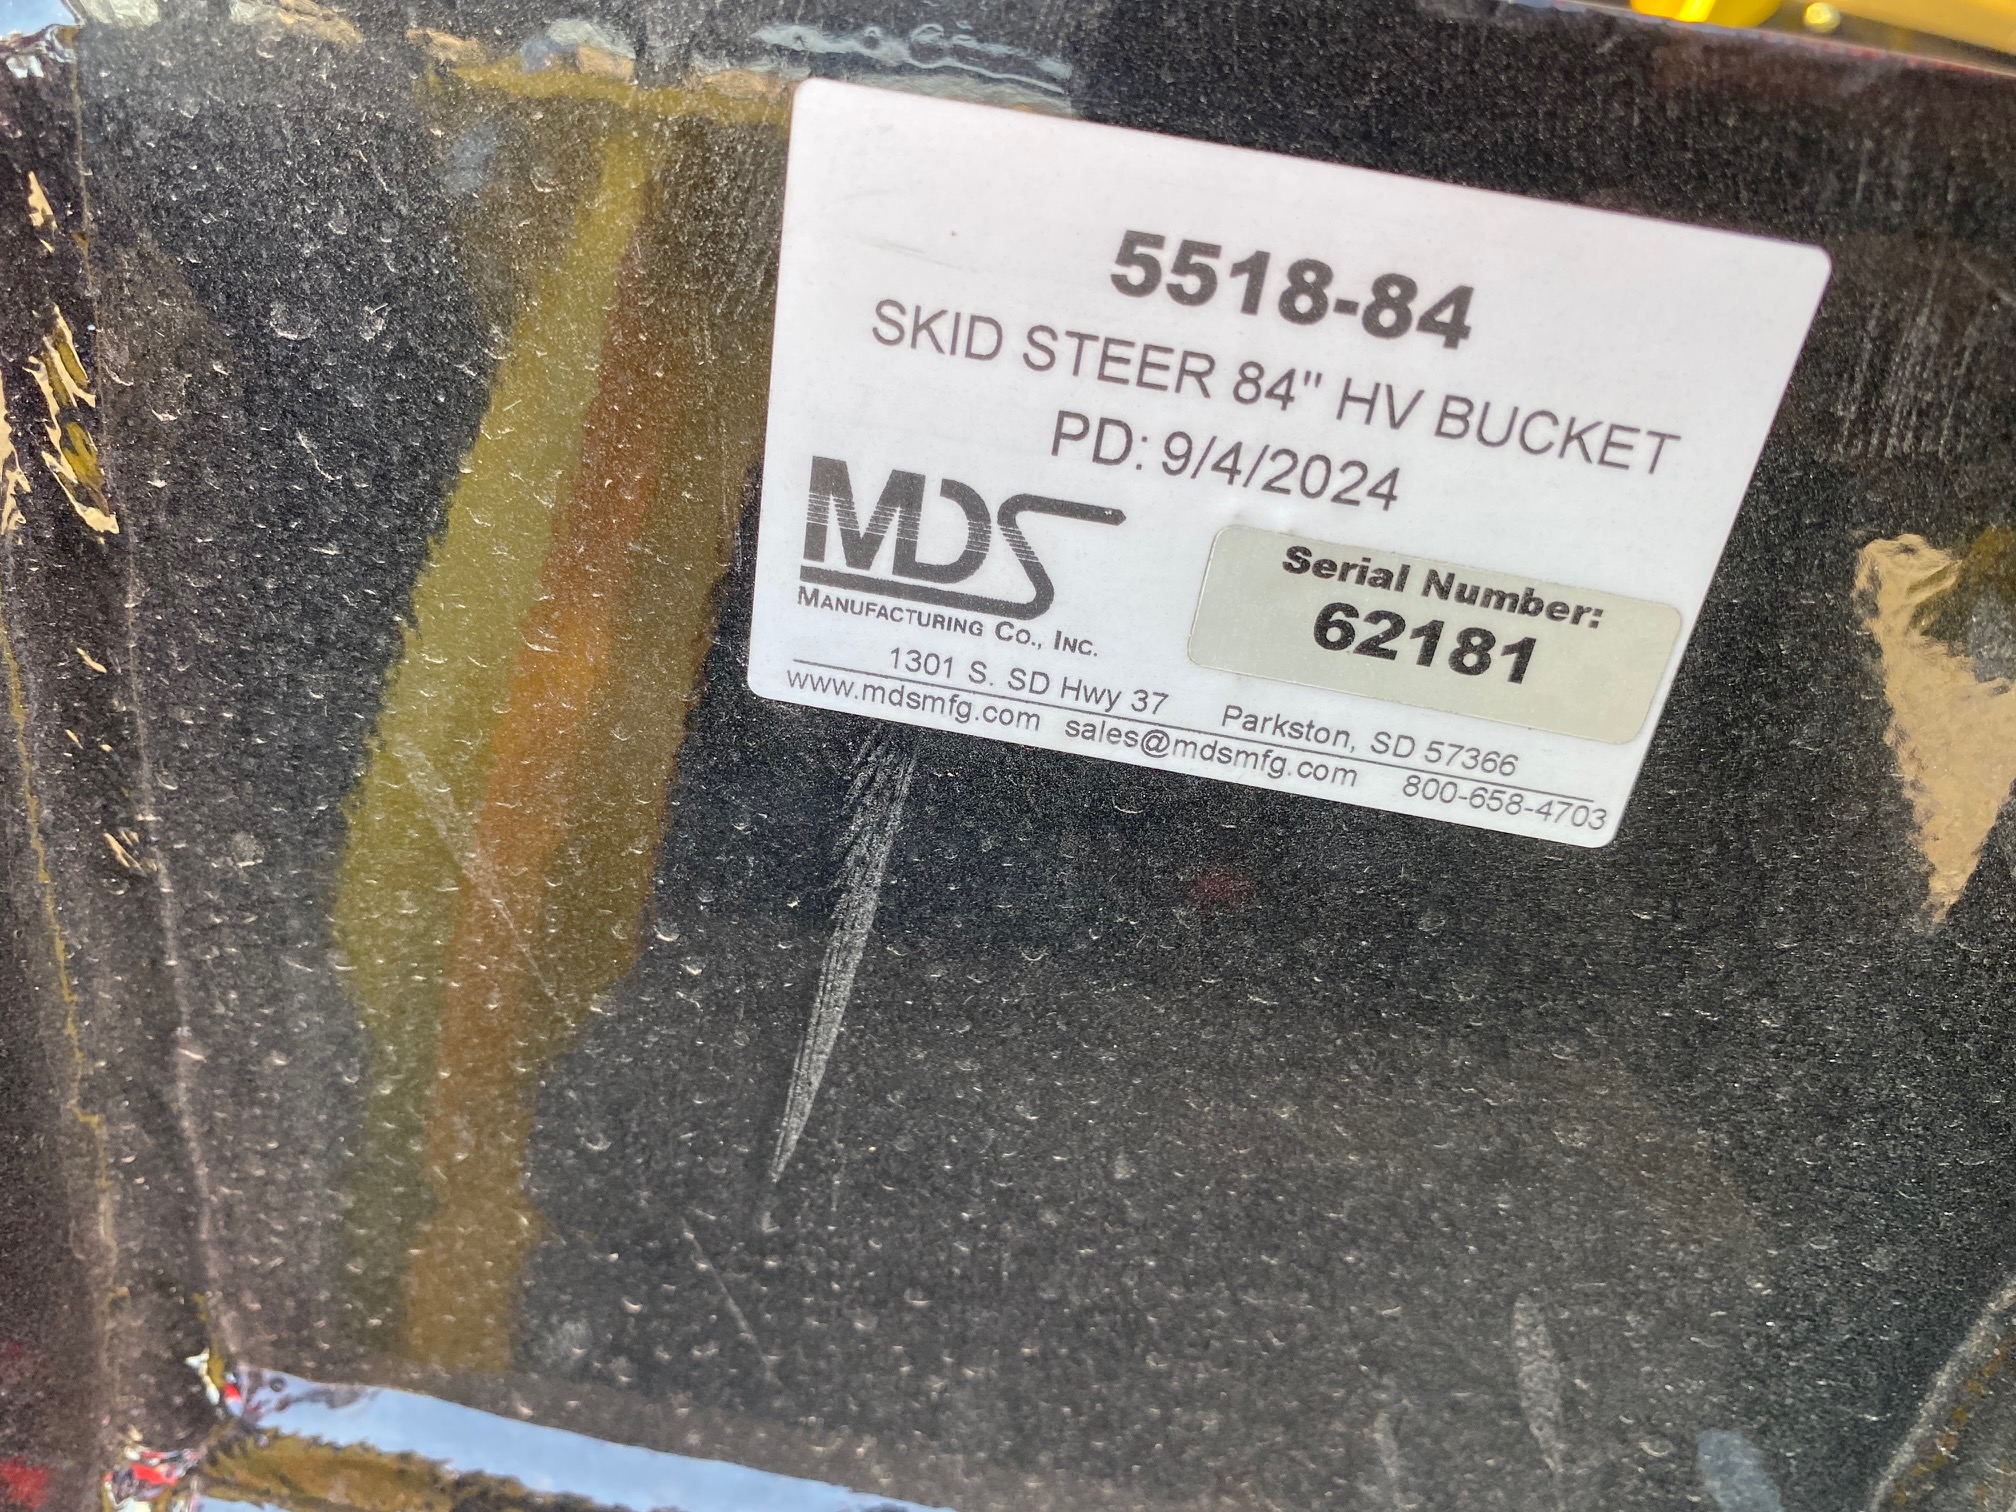 5518-84
SKID STEER 84" HV BUCKET
PD: 9/4/2024
MDS
MANUFACTURING CO., INC.
Serial Number:
62181
1301 S. SD Hwy 37 Parkston, SD 57366
www.mdsmfg.com sales@mdsmfg.com 800-658-4703